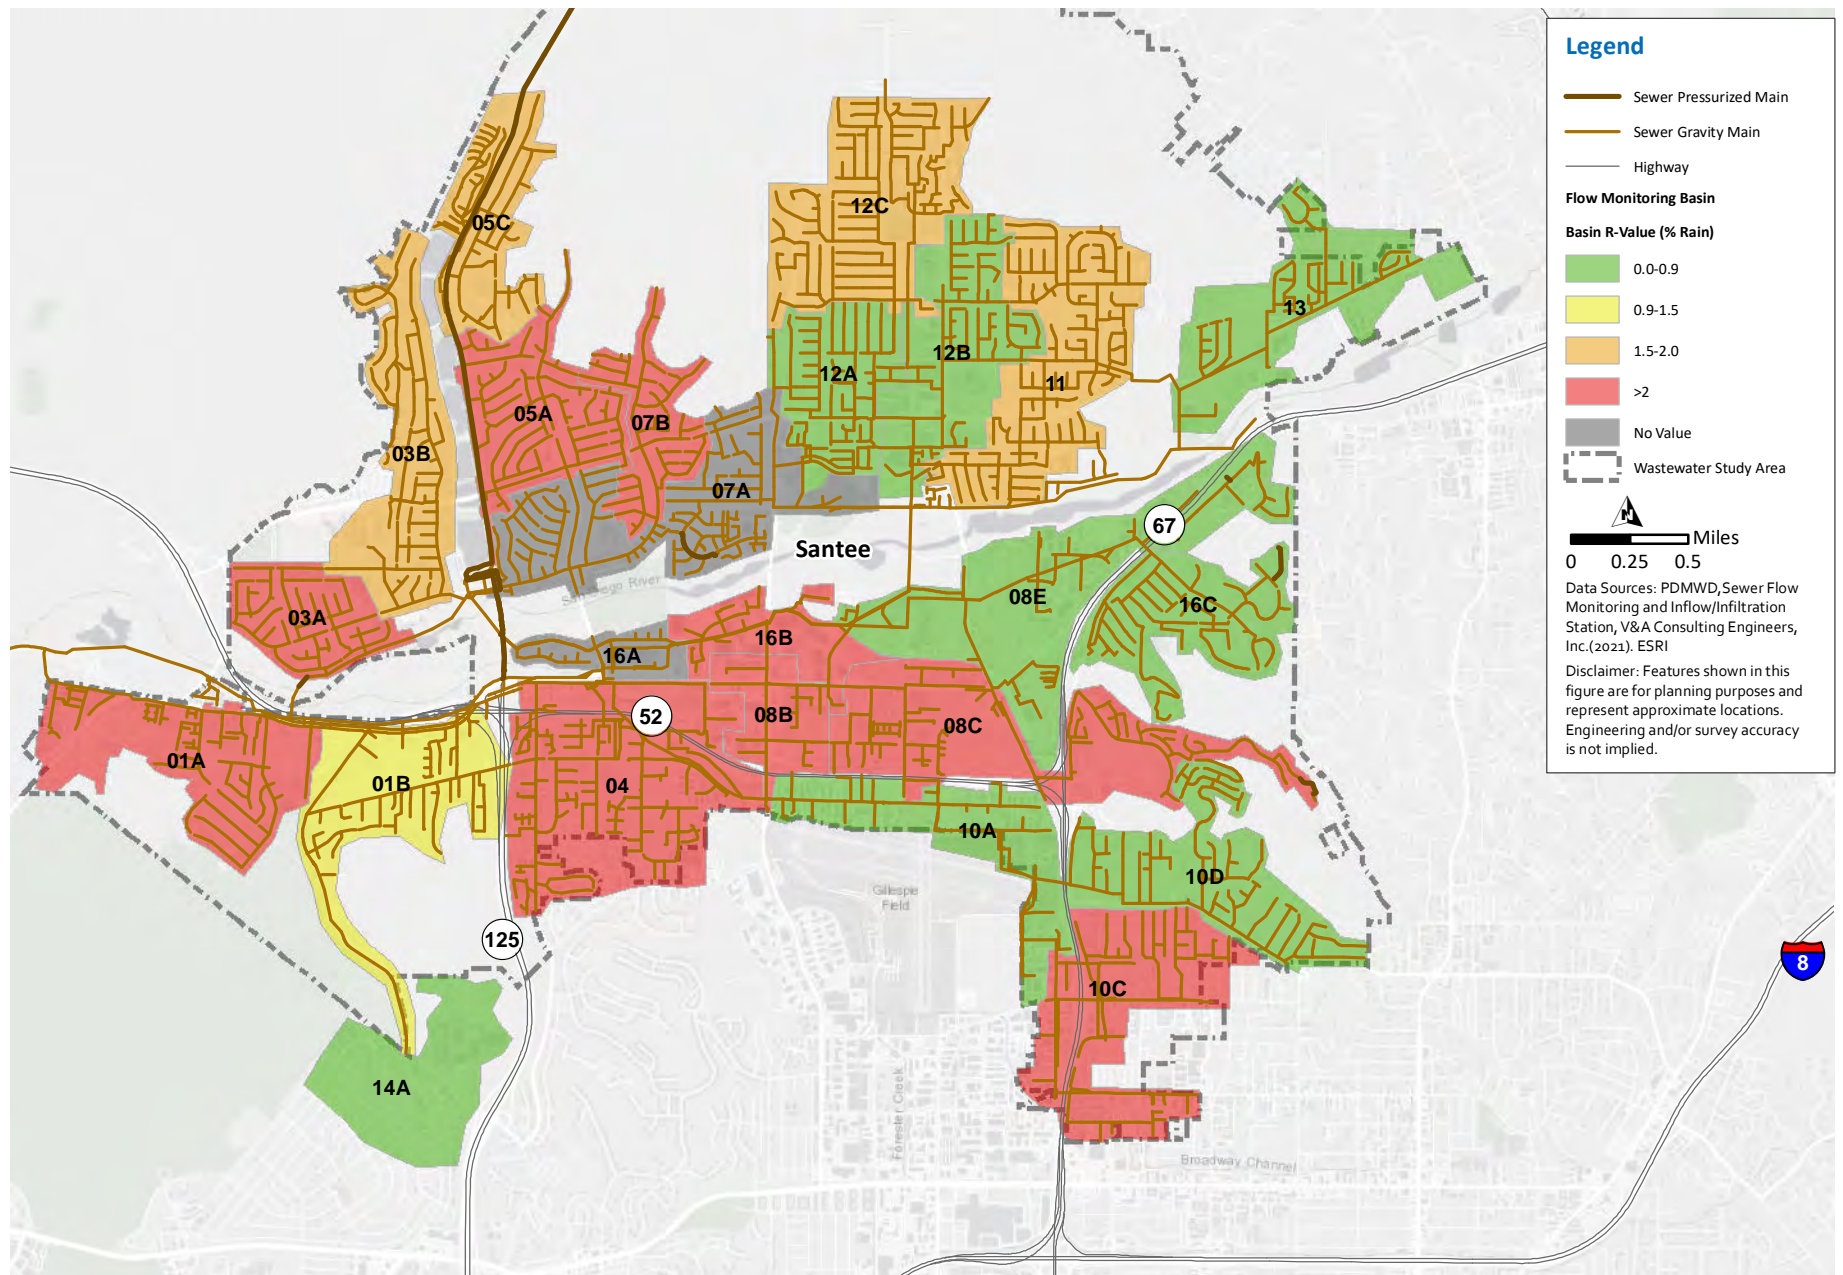 05C
12C
13
12B
12A
11
05A
07B
03B
07A
67
Santee
08E
16C
03A
16B
San Diego River
16A
52
08B
08C
01A
01B
04
10A
10D
Gillespie
Field
125
10C
8
14A
Forester Creek
Broadway Channel
Legend
Sewer Pressurized Main
Sewer Gravity Main
Highway
Flow Monitoring Basin
Basin R-Value (% Rain)
0.0-0.9
0.9-1.5
1.5-2.0
>2
No Value
Wastewater Study Area
N
Miles
0 0.25 0.5
Data Sources: PDMWD,Sewer Flow
Monitoring and Inflow/Infiltration
Station, V&A Consulting Engineers,
Inc.(2021). ESRI
Disclaimer: Features shown in this
figure are for planning purposes and
represent approximate locations.
Engineering and/or survey accuracy
is not implied.